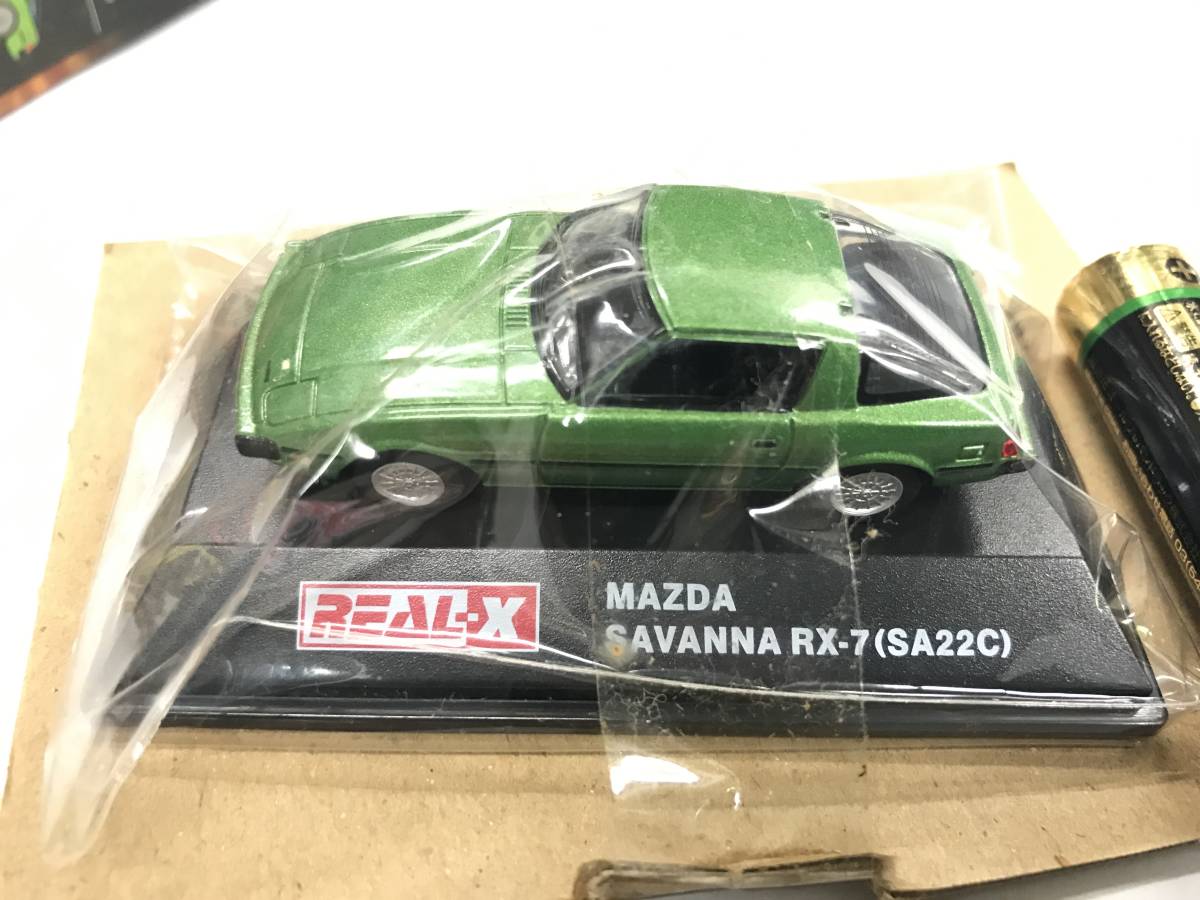 REAL-X
MAZDA
SAVANNA RX-7(SA22C)